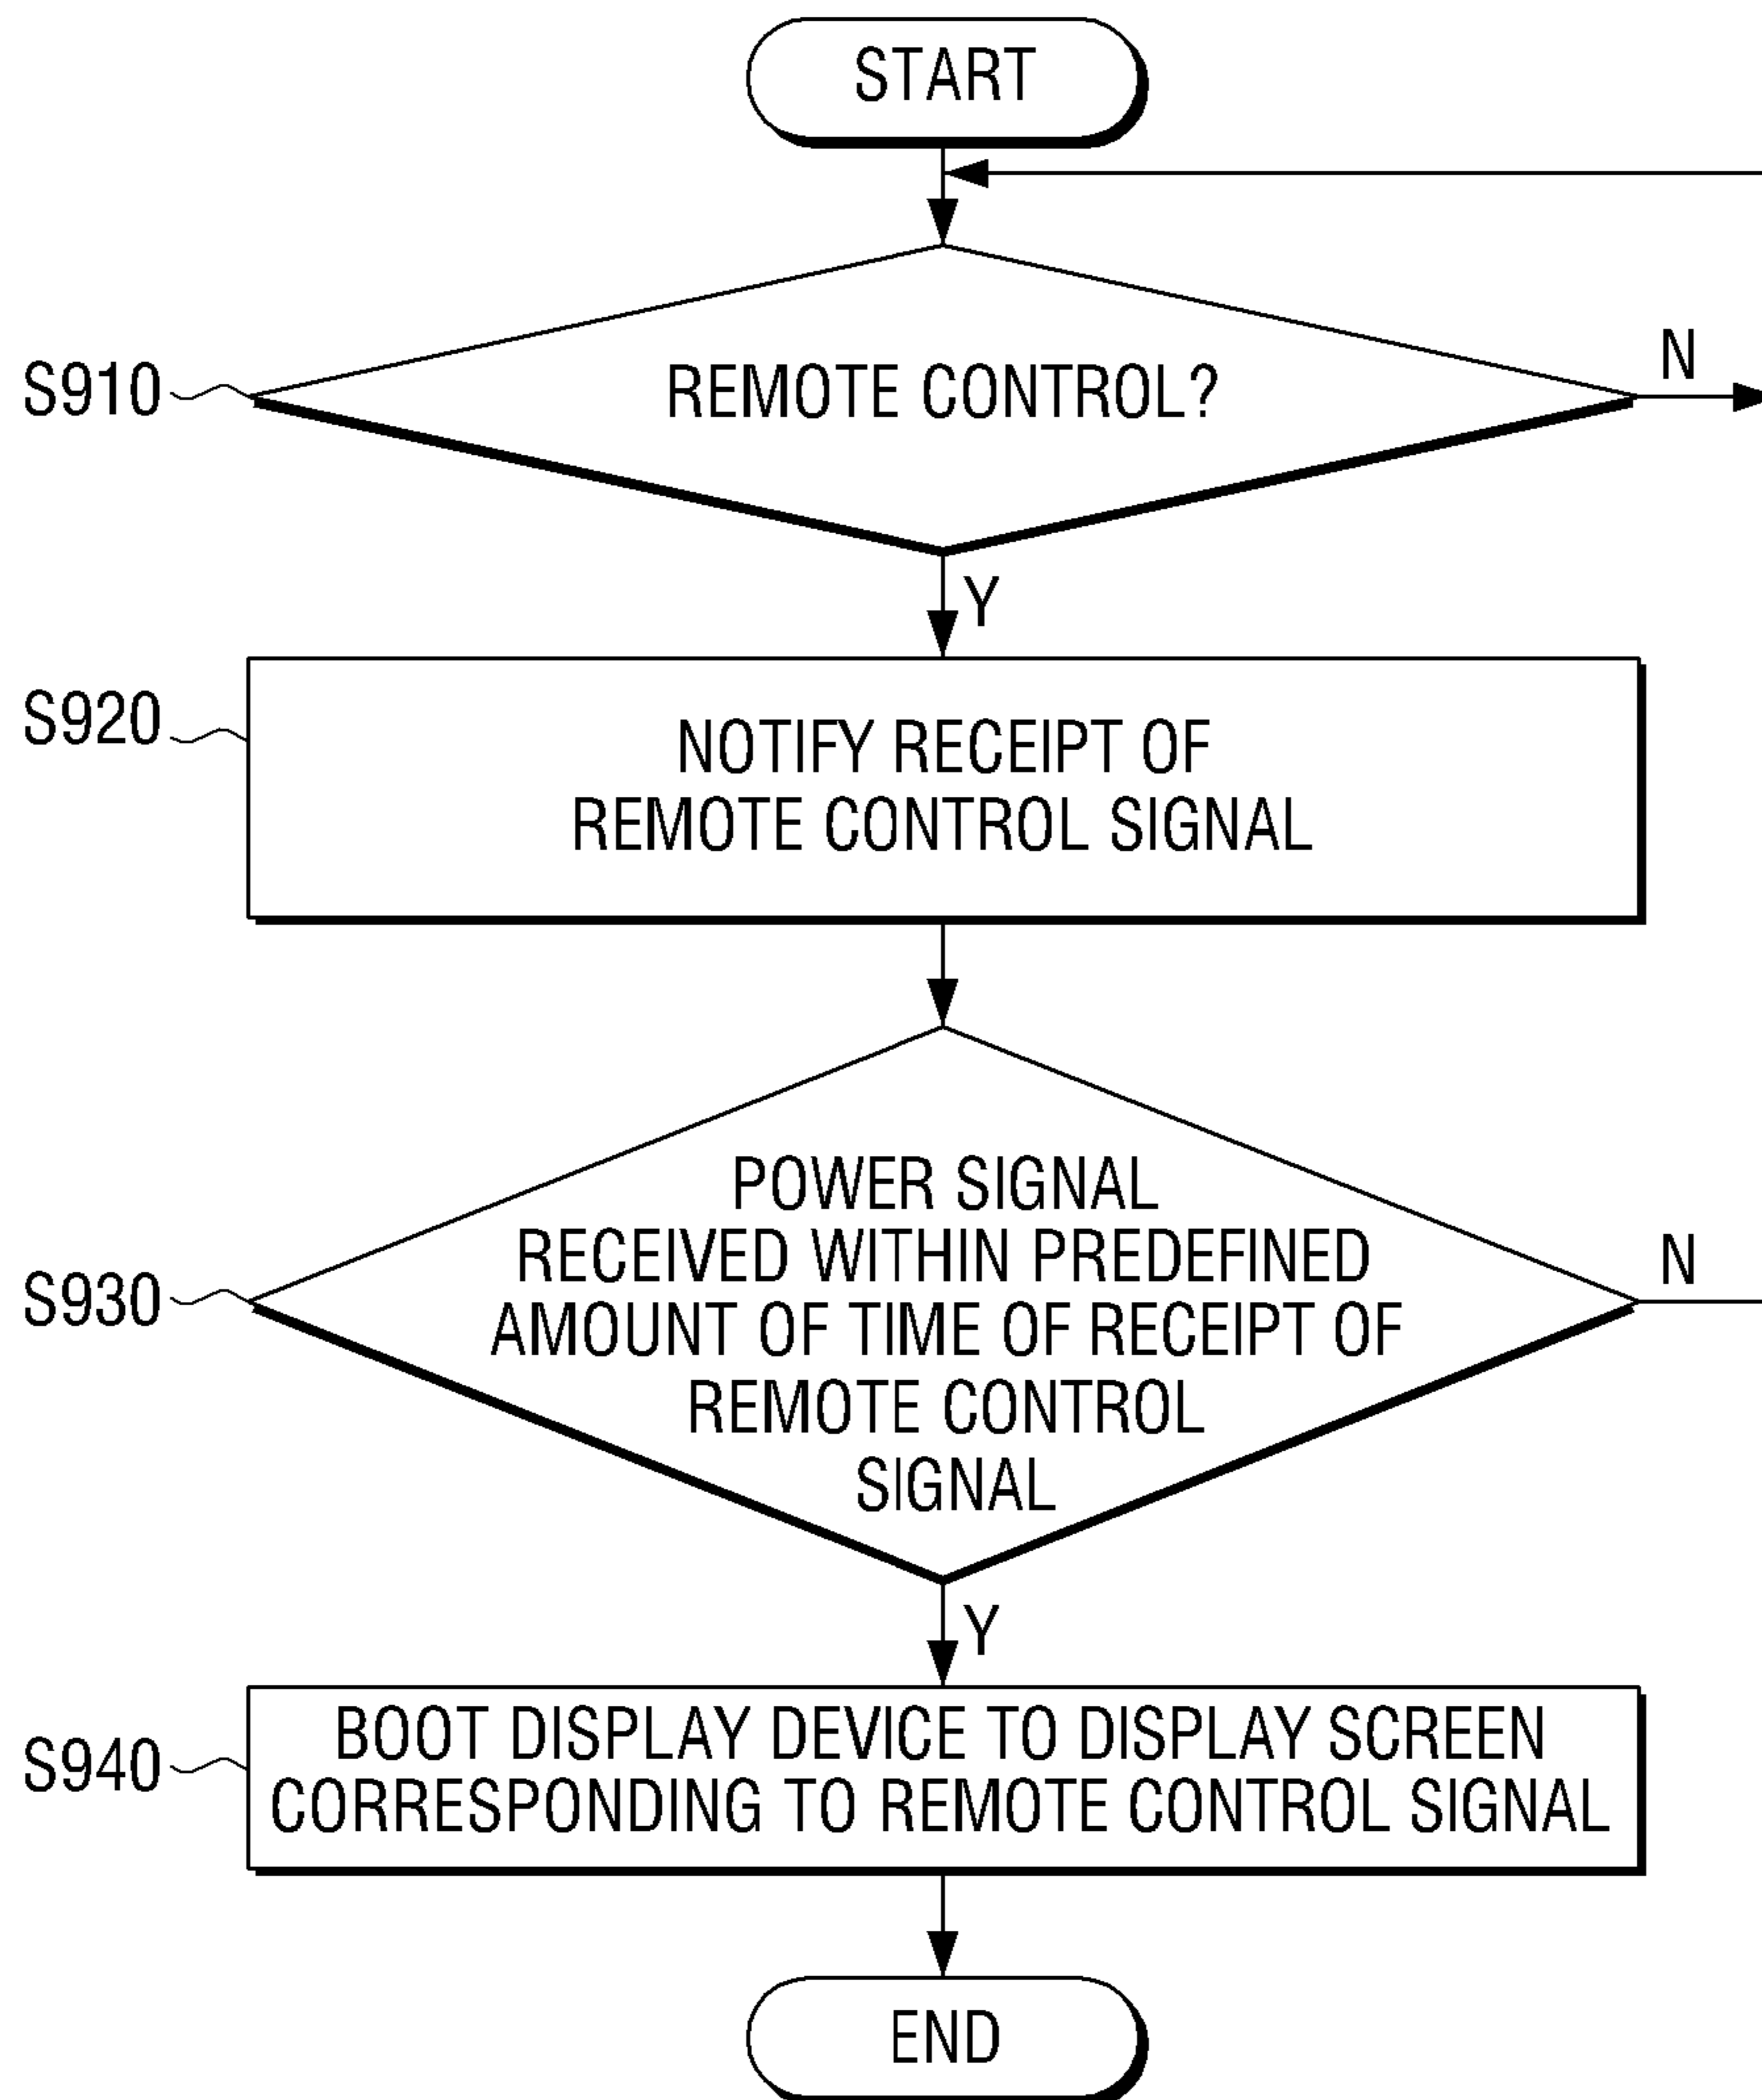 START
S910
REMOTE CONTROL?
N
Y
S920
NOTIFY RECEIPT OF
REMOTE CONTROL SIGNAL
S930
POWER SIGNAL
RECEIVED WITHIN PREDEFINED
AMOUNT OF TIME OF RECEIPT OF
REMOTE CONTROL
SIGNAL
N
Y
S940
BOOT DISPLAY DEVICE TO DISPLAY SCREEN
CORRESPONDING TO REMOTE CONTROL SIGNAL
END